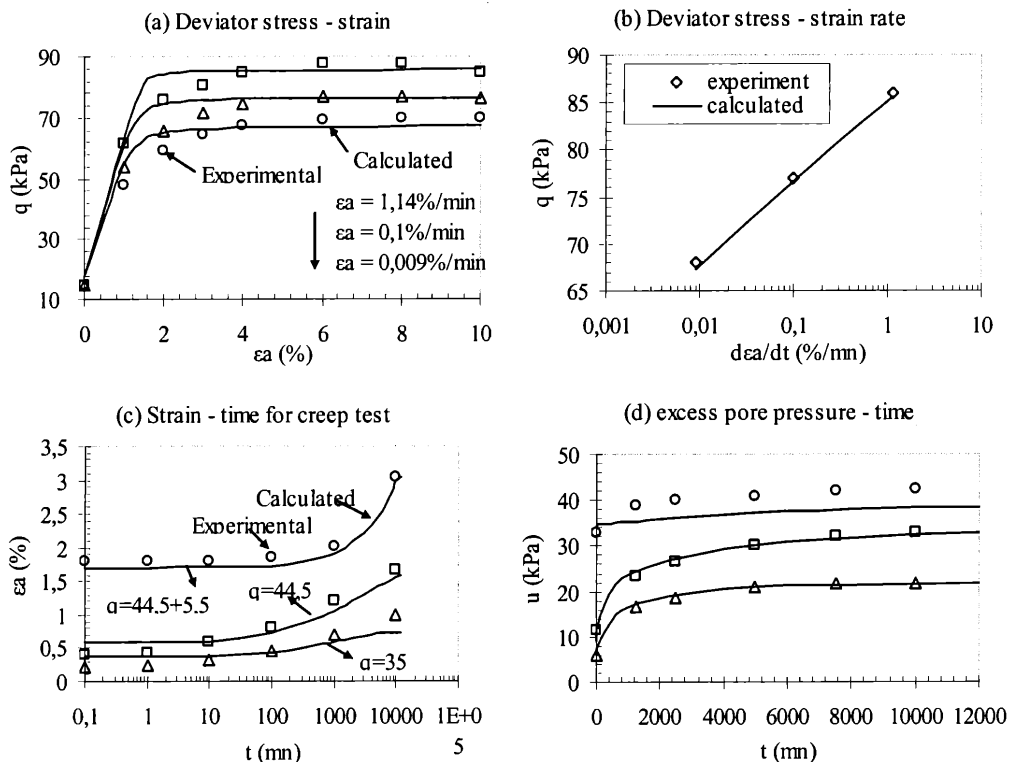 (a) Deviator stress - strain
90
70
50
30
10
q (kPa)
Experimental
Calculated
εa = 1,14%/min
εa = 0,1%/min
εa = 0,009%/min
0
2
4
6
8
10
εa (%)
(b) Deviator stress - strain rate
90
85
80
75
70
65
q (kPa)
experiment
calculated
0,001
0,01
0,1
1
10
dεa/dt (%/mn)
(c) Strain - time for creep test
3,5
3
2,5
2
1,5
1
0,5
0
εa (%)
Calculated
Experimental
q=44.5+5.5
q=44.5
q=35
0,1
1
10
100
1000
10000
1E+0
5
t (mn)
(d) excess pore pressure - time
50
40
30
20
10
0
u (kPa)
0
2000
4000
6000
8000
10000
12000
t (mn)